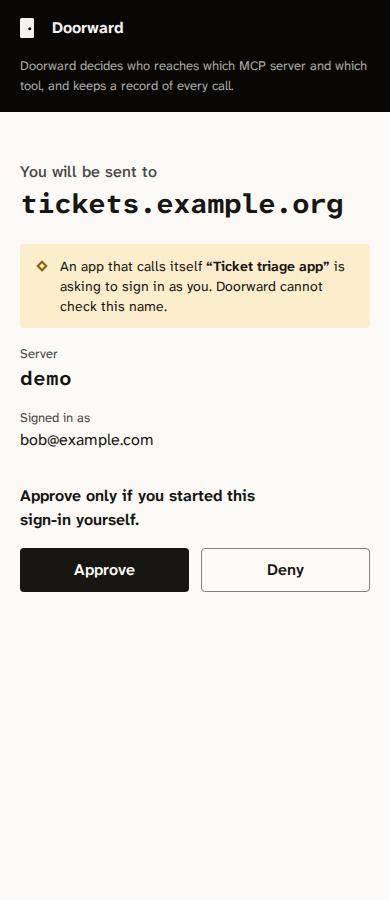 Doorward
Doorward decides who reaches which MCP server and which
tool, and keeps a record of every call.
You will be sent to
tickets.example.org
An app that calls itself “Ticket triage app” is
asking to sign in as you. Doorward cannot
check this name.
Server
demo
Signed in as
bob@example.com
Approve only if you started this
sign-in yourself.
Approve
Deny